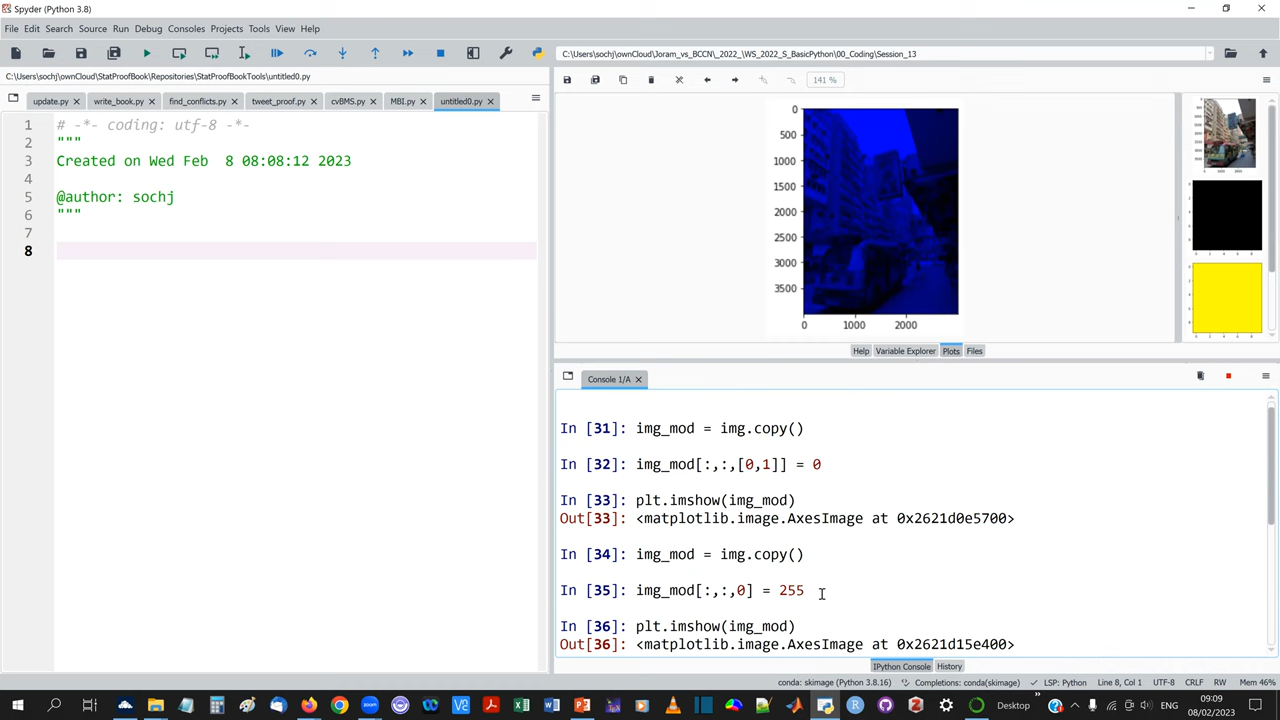 Spyder (Python 3.8)
File Edit Search Source Run Debug Consoles Projects Tools View Help
C:\Users\sochj\ownCloud\Joram_vs_BCCN\_2022_\WS_2022_S_BasicPython\00_Coding\Session_13
C:\Users\sochj\ownCloud\StatProofBook\Repositories\StatProofBookTools\untitled0.py
141 %
update.py write_book.py find_conflicts.py tweet_proof.py cvBMS.py MBI.py untitled0.py
1 # -*- coding: utf-8 -*-
2 """
3 Created on Wed Feb  8 08:08:12 2023
4
5 @author: sochj
6 """
7
8
0
500
1000
1500
2000
2500
3000
3500
0 1000 2000
Help Variable Explorer Plots Files
Console 1/A
In [31]: img_mod = img.copy()
In [32]: img_mod[:,:,[0,1]] = 0
In [33]: plt.imshow(img_mod)
Out[33]: <matplotlib.image.AxesImage at 0x2621d0e5700>
In [34]: img_mod = img.copy()
In [35]: img_mod[:,:,0] = 255
In [36]: plt.imshow(img_mod)
Out[36]: <matplotlib.image.AxesImage at 0x2621d15e400>
IPython Console History
conda: skimage (Python 3.8.16) Completions: conda(skimage) LSP: Python Line 8, Col 1 UTF-8 CRLF RW Mem 46%
Desktop
ENG
09:09
08/02/2023